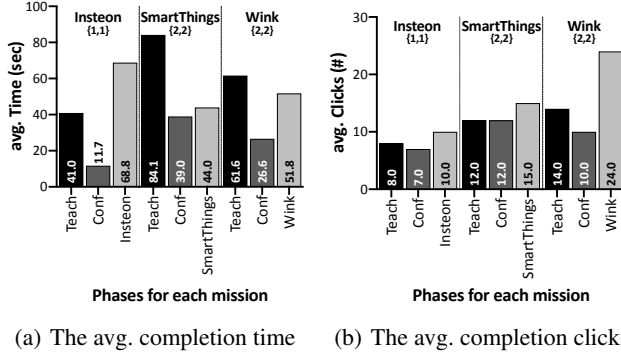 Insteon SmartThings Wink
{1,1} {2,2} {2,2}
avg. Time (sec)
100
80
60
40
20
0
41.0 11.7 68.8 84.1 39.0 44.0 61.6 26.6 51.8
Teach Conf Insteon Teach Conf SmartThings Teach Conf Wink
Phases for each mission
(a) The avg. completion time
Insteon SmartThings Wink
{1,1} {2,2} {2,2}
avg. Clicks (#)
30
20
10
0
8.0 7.0 10.0 12.0 12.0 15.0 14.0 10.0 24.0
Teach Conf Insteon Teach Conf SmartThings Teach Conf Wink
Phases for each mission
(b) The avg. completion click